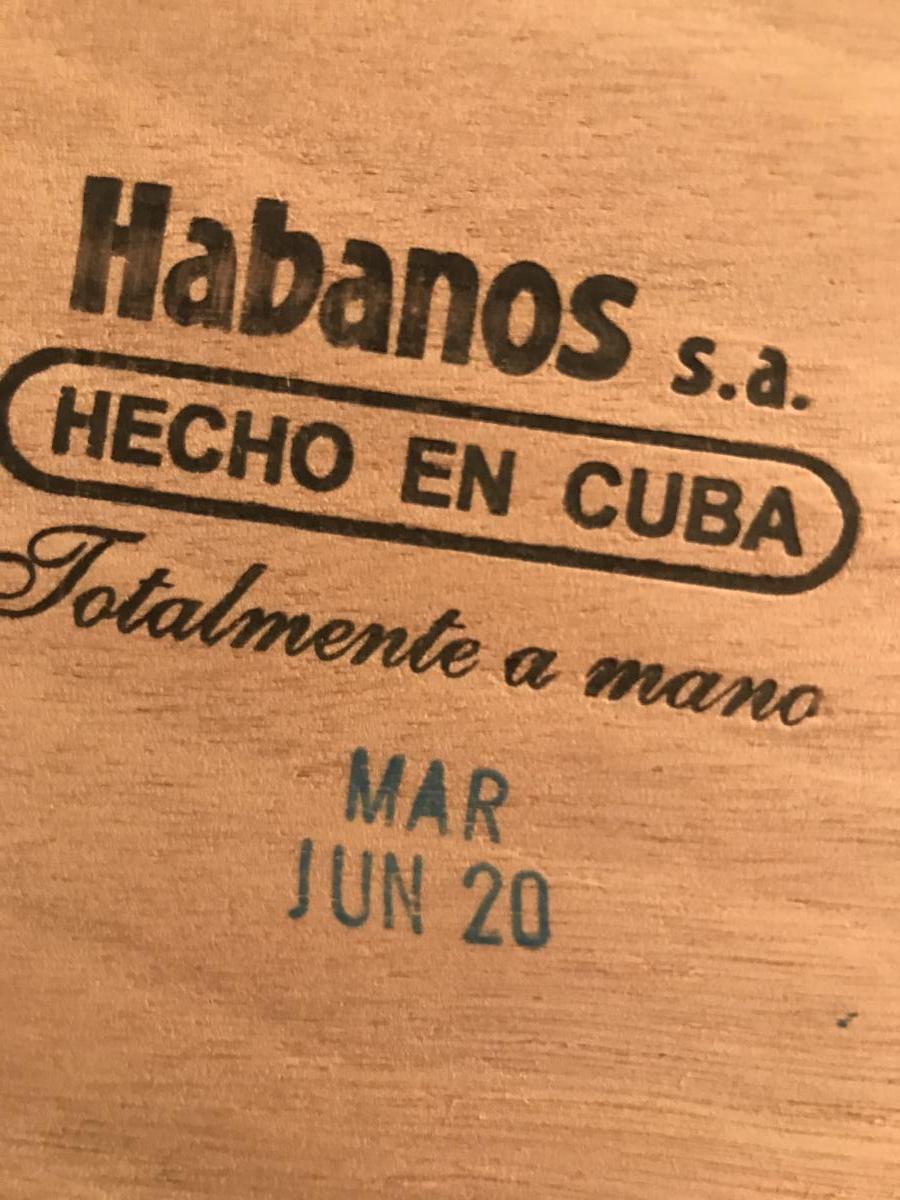 Habanos s.a.
HECHO EN CUBA
Totalmente a mano
MAR
JUN 20